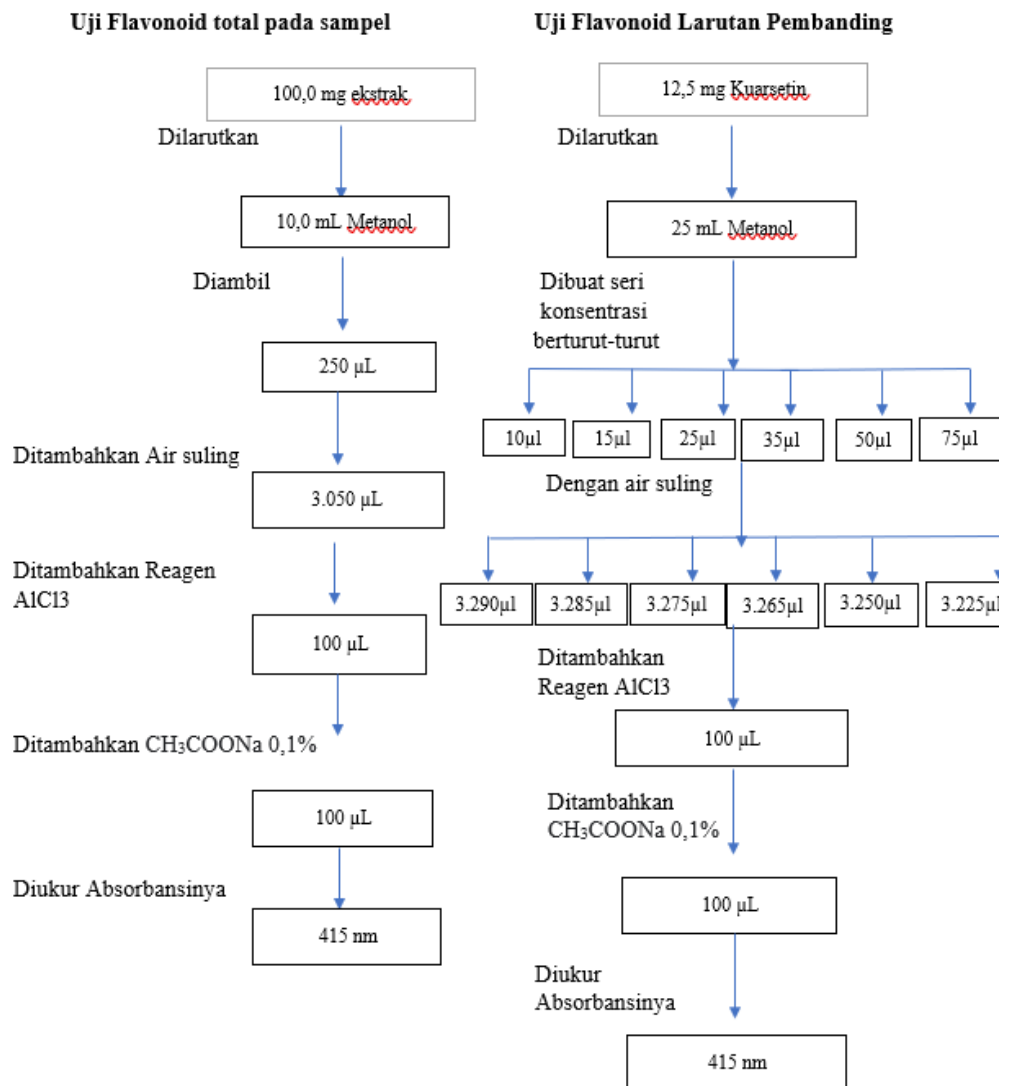 Uji Flavonoid total pada sampel
100,0 mg ekstrak
Dilarutkan
10,0 mL Metanol
Diambil
250 µL
Ditambahkan Air suling
3.050 µL
Ditambahkan Reagen
AlCl3
100 µL
Ditambahkan CH₃COONa 0,1%
100 µL
Diukur Absorbansinya
415 nm
Uji Flavonoid Larutan Pembanding
12,5 mg Kuarsetin
Dilarutkan
25 mL Metanol
Dibuat seri
konsentrasi
berturut-turut
10µl 15µl 25µl 35µl 50µl 75µl
Dengan air suling
3.290µl 3.285µl 3.275µl 3.265µl 3.250µl 3.225µl
Ditambahkan
Reagen AlCl3
100 µL
Ditambahkan
CH₃COONa 0,1%
100 µL
Diukur
Absorbansinya
415 nm